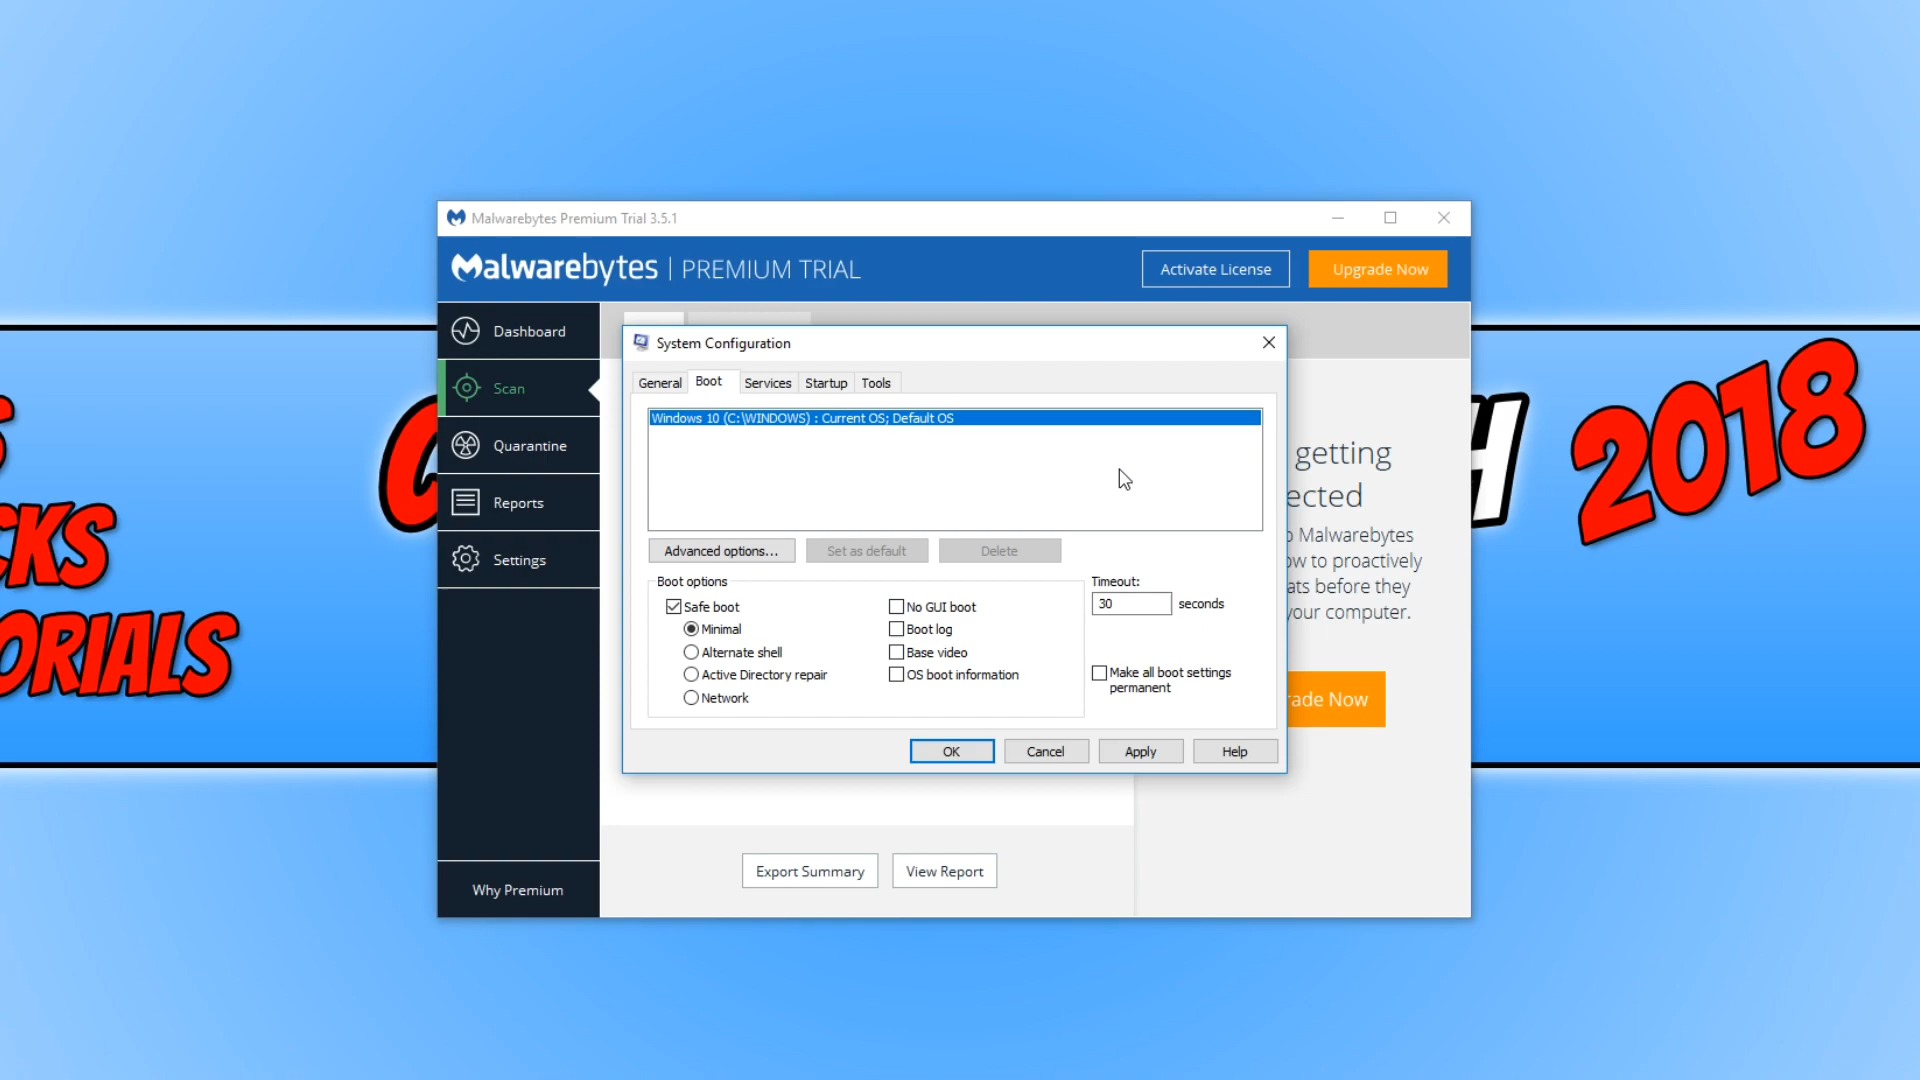 Malwarebytes Premium Trial 3.5.1
Malwarebytes | PREMIUM TRIAL
Activate License
Upgrade Now
Dashboard
Scan
Quarantine
Reports
Settings
Why Premium
System Configuration
General
Boot
Services
Startup
Tools
Windows 10 (C:\WINDOWS) : Current OS; Default OS
Advanced options...
Set as default
Delete
Boot options
Safe boot
Minimal
Alternate shell
Active Directory repair
Network
No GUI boot
Boot log
Base video
OS boot information
Timeout:
30 seconds
Make all boot settings
permanent
OK
Cancel
Apply
Help
getting
ected
Malwarebytes
ow to proactively
ats before they
your computer.
rade Now
Export Summary
View Report
CKS
ORIALS
H 2018